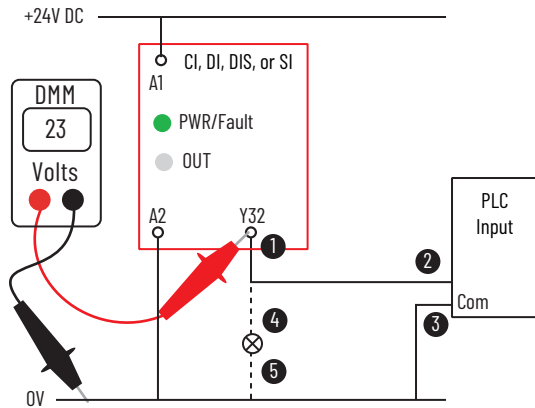 +24V DC
CI, DI, DIS, or SI
A1
DMM
23
Volts
PWR/Fault
OUT
A2
Y32
1
PLC
Input
2
Com
3
4
5
0V